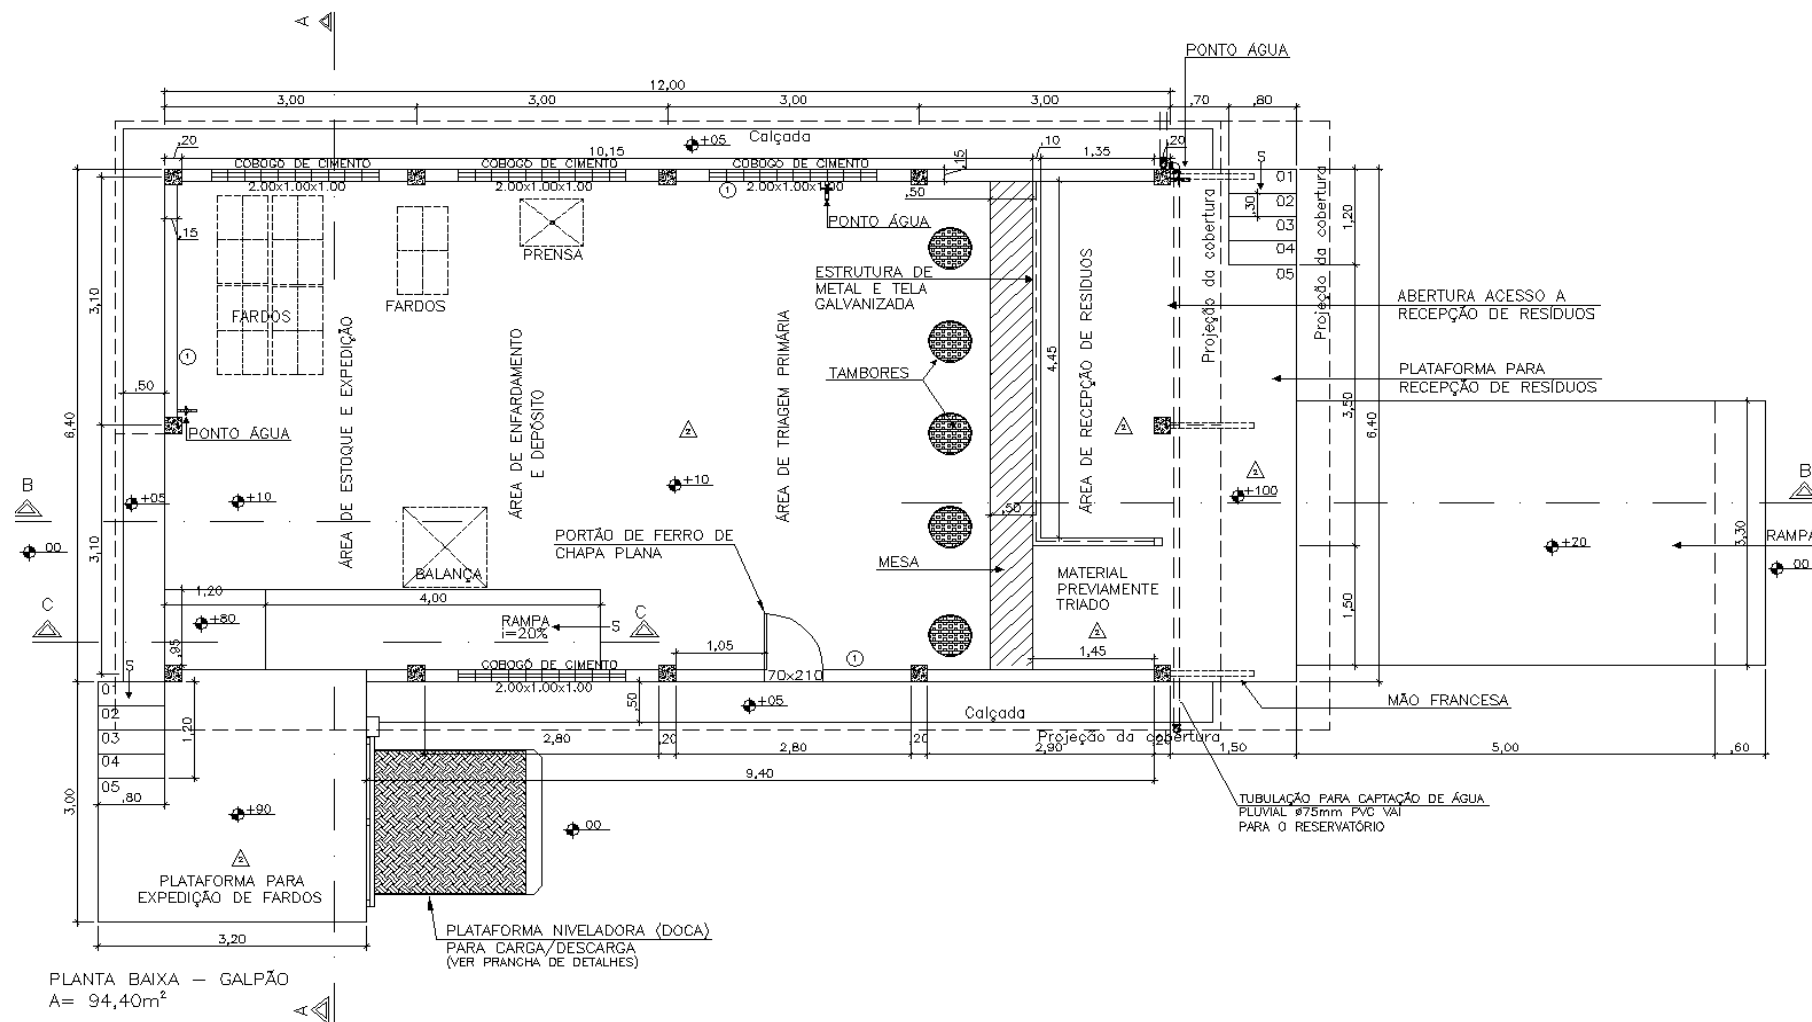 A
PONTO ÁGUA
12,00
3,00
3,00
3,00
3,00
,70
,80
Calçada
+05
,20
10,15
,10
1,35
,20
COBOGÓ DE CIMENTO
COBOGÓ DE CIMENTO
COBOGÓ DE CIMENTO
,15
S
01
2.00x1.00x1.00
2.00x1.00x1.00
1
2.00x1.00x1.00
,50
02
,30
03
1,20
04
05
PONTO ÁGUA
,15
PRENSA
FARDOS
FARDOS
ESTRUTURA DE
METAL E TELA
GALVANIZADA
Projeção da cobertura
Projeção da cobertura
ABERTURA ACESSO A
RECEPÇÃO DE RESÍDUOS
3,10
1
ÁREA DE ESTOQUE E EXPEDIÇÃO
ÁREA DE ENFARDAMENTO
E DEPÓSITO
ÁREA DE TRIAGEM PRIMÁRIA
ÁREA DE RECEPÇÃO DE RESÍDUOS
4,45
TAMBORES
PLATAFORMA PARA
RECEPÇÃO DE RESÍDUOS
,50
3,50
6,40
6,40
PONTO ÁGUA
2
2
2
B
+05
+10
+10
+100
B
,50
00
3,10
PORTÃO DE FERRO DE
CHAPA PLANA
+20
3,30
RAMPA
00
MESA
BALANÇA
MATERIAL
PREVIAMENTE
TRIADO
1,20
4,00
C
+80
RAMPA
i=20%
S
C
2
1,50
,95
1,05
1
1,45
S
COBOGÓ DE CIMENTO
70x210
2.00x1.00x1.00
01
02
03
04
05
1,20
,80
,50
+05
Calçada
MÃO FRANCESA
Projeção da cobertura
2,80
,20
2,80
,20
2,90
,20
1,50
5,00
,60
9,40
3,00
+90
00
TUBULAÇÃO PARA CAPTAÇÃO DE ÁGUA
PLUVIAL ø75mm PVC VAI
PARA O RESERVATÓRIO
2
PLATAFORMA PARA
EXPEDIÇÃO DE FARDOS
3,20
PLATAFORMA NIVELADORA (DOCA)
PARA CARGA/DESCARGA
(VER PRANCHA DE DETALHES)
PLANTA BAIXA – GALPÃO
A= 94,40m²
A